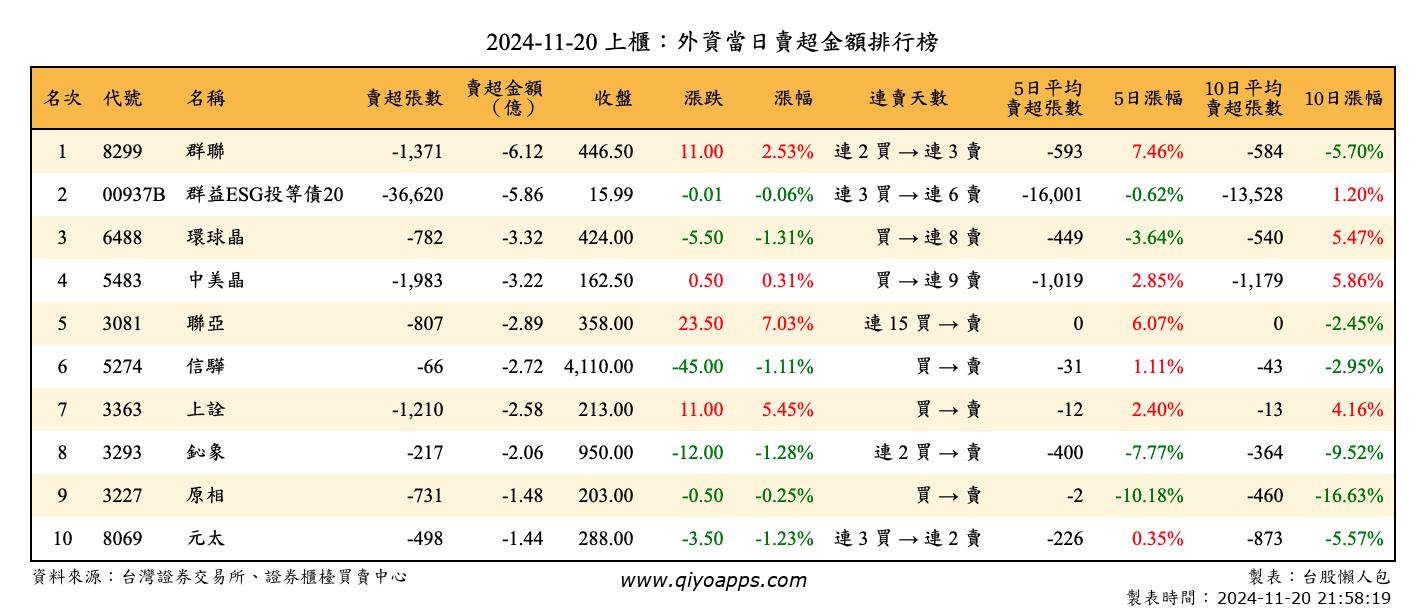 2024-11-20 上櫃：外資當日賣超金額排行榜
名次 代號 名稱 賣超張數 賣超金額（億） 收盤 漲跌 漲幅 連賣天數 5日平均賣超張數 5日漲幅 10日平均賣超張數 10日漲幅
1 8299 群聯 -1,371 -6.12 446.50 11.00 2.53% 連 2 買 → 連 3 賣 -593 7.46% -584 -5.70%
2 00937B 群益ESG投等債20 -36,620 -5.86 15.99 -0.01 -0.06% 連 3 買 → 連 6 賣 -16,001 -0.62% -13,528 1.20%
3 6488 環球晶 -782 -3.32 424.00 -5.50 -1.31% 買 → 連 8 賣 -449 -3.64% -540 5.47%
4 5483 中美晶 -1,983 -3.22 162.50 0.50 0.31% 買 → 連 9 賣 -1,019 2.85% -1,179 5.86%
5 3081 聯亞 -807 -2.89 358.00 23.50 7.03% 連 15 買 → 賣 0 6.07% 0 -2.45%
6 5274 信驊 -66 -2.72 4,110.00 -45.00 -1.11% 買 → 賣 -31 1.11% -43 -2.95%
7 3363 上詮 -1,210 -2.58 213.00 11.00 5.45% 買 → 賣 -12 2.40% -13 4.16%
8 3293 鈊象 -217 -2.06 950.00 -12.00 -1.28% 連 2 買 → 賣 -400 -7.77% -364 -9.52%
9 3227 原相 -731 -1.48 203.00 -0.50 -0.25% 買 → 賣 -2 -10.18% -460 -16.63%
10 8069 元太 -498 -1.44 288.00 -3.50 -1.23% 連 3 買 → 連 2 賣 -226 0.35% -873 -5.57%
資料來源：台灣證券交易所、證券櫃檯買賣中心 www.qiyoapps.com 製表：台股懶人包
製表時間：2024-11-20 21:58:19